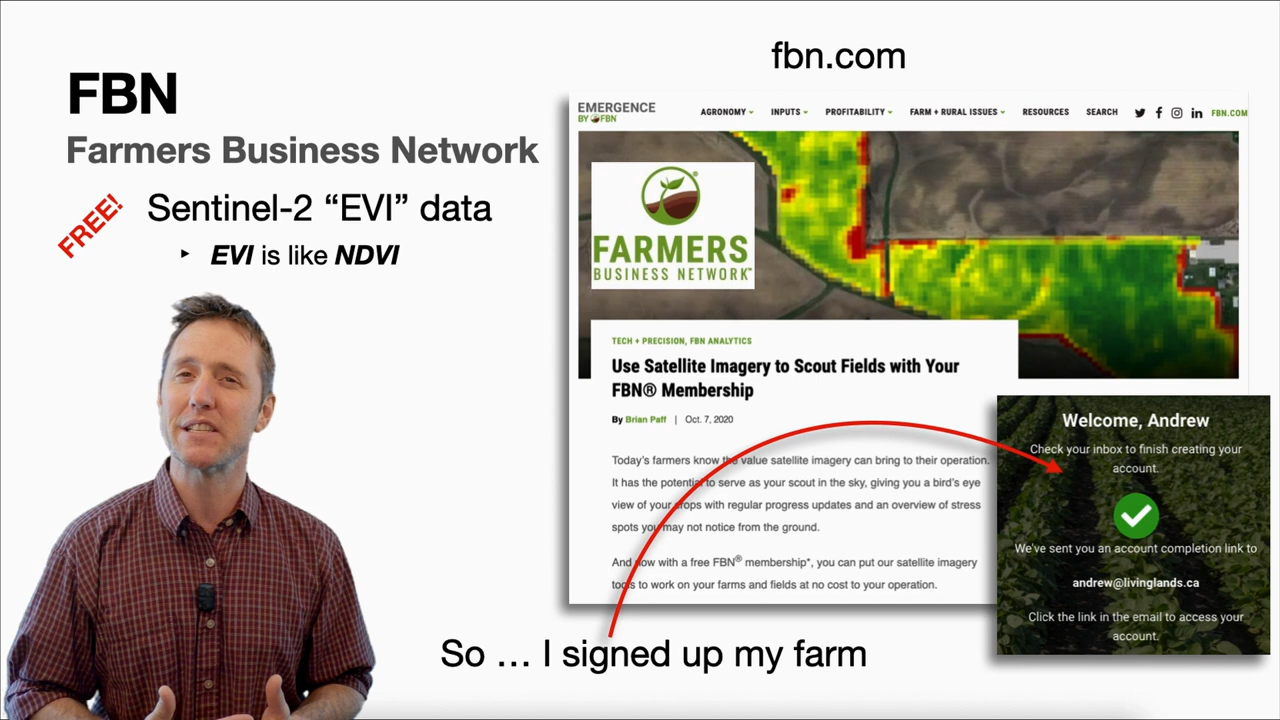 fbn.com
FBN
Farmers Business Network
FREE!
Sentinel-2 “EVI” data
‣ EVI is like NDVI
EMERGENCE
BY FBN
AGRONOMY
INPUTS
PROFITABILITY
FARM + RURAL ISSUES
RESOURCES
SEARCH
FBN.COM
FARMERS
BUSINESS NETWORK™
TECH + PRECISION, FBN ANALYTICS
Use Satellite Imagery to Scout Fields with Your
FBN® Membership
By Brian Paff | Oct. 7, 2020
Today’s farmers know the value satellite imagery can bring to their operation.
It has the potential to serve as your scout in the sky, giving you a bird’s eye
view of your crops with regular progress updates and an overview of stress
spots you may not notice from the ground.
And now with a free FBN® membership*, you can put our satellite imagery
tools to work on your farms and fields at no cost to your operation.
Welcome, Andrew
Check your inbox to finish creating your
account.
We've sent you an account completion link to
andrew@livinglands.ca
Click the link in the email to access your
account.
So … I signed up my farm